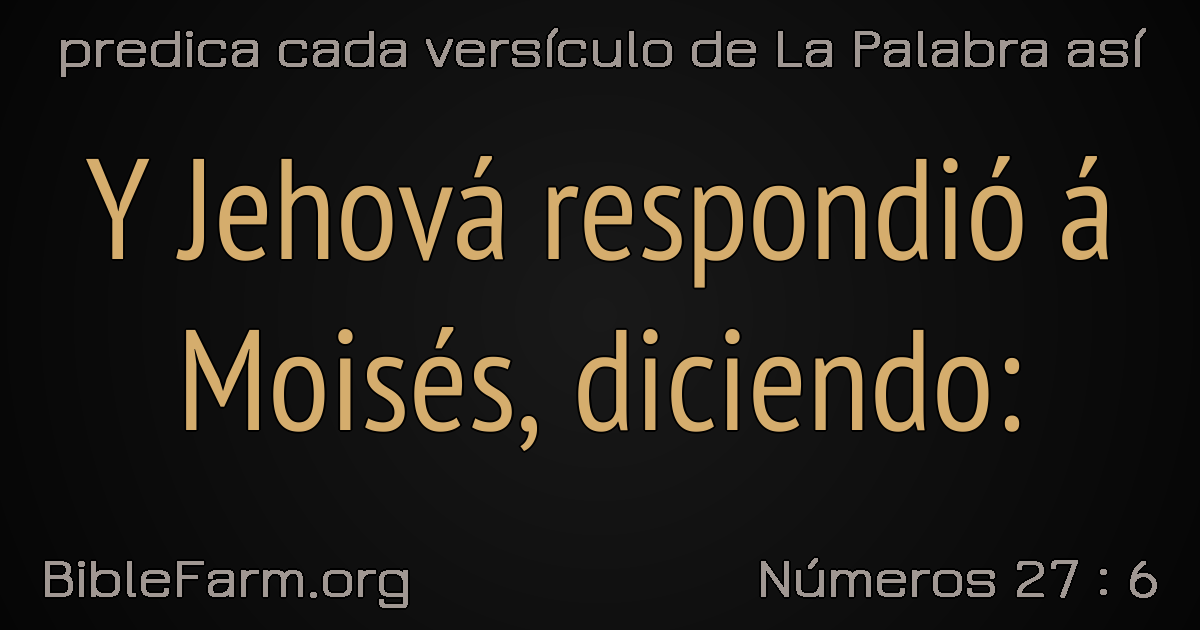 predica cada versículo de La Palabra así
Y Jehová respondió á
Moisés, diciendo:
BibleFarm.org
Números 27 : 6